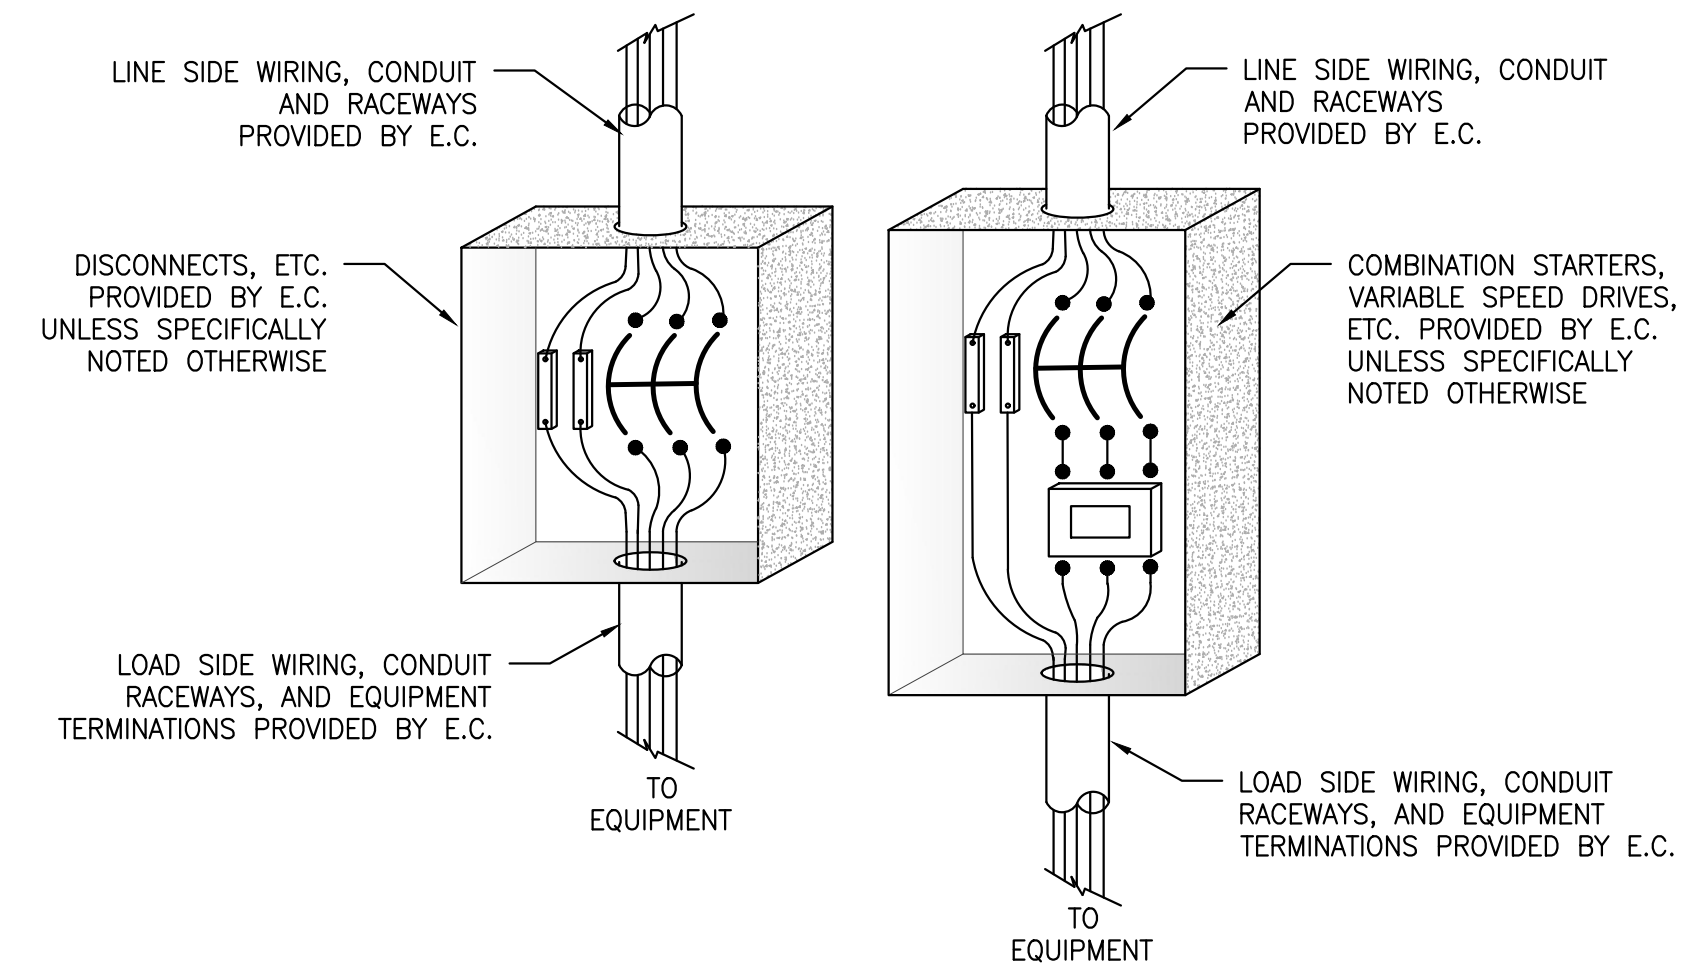 LINE SIDE WIRING, CONDUIT
AND RACEWAYS
PROVIDED BY E.C.
DISCONNECTS, ETC.
PROVIDED BY E.C.
UNLESS SPECIFICALLY
NOTED OTHERWISE
LOAD SIDE WIRING, CONDUIT
RACEWAYS, AND EQUIPMENT
TERMINATIONS PROVIDED BY E.C.
TO
EQUIPMENT
LINE SIDE WIRING, CONDUIT
AND RACEWAYS
PROVIDED BY E.C.
COMBINATION STARTERS,
VARIABLE SPEED DRIVES,
ETC. PROVIDED BY E.C.
UNLESS SPECIFICALLY
NOTED OTHERWISE
LOAD SIDE WIRING, CONDUIT
RACEWAYS, AND EQUIPMENT
TERMINATIONS PROVIDED BY E.C.
TO
EQUIPMENT